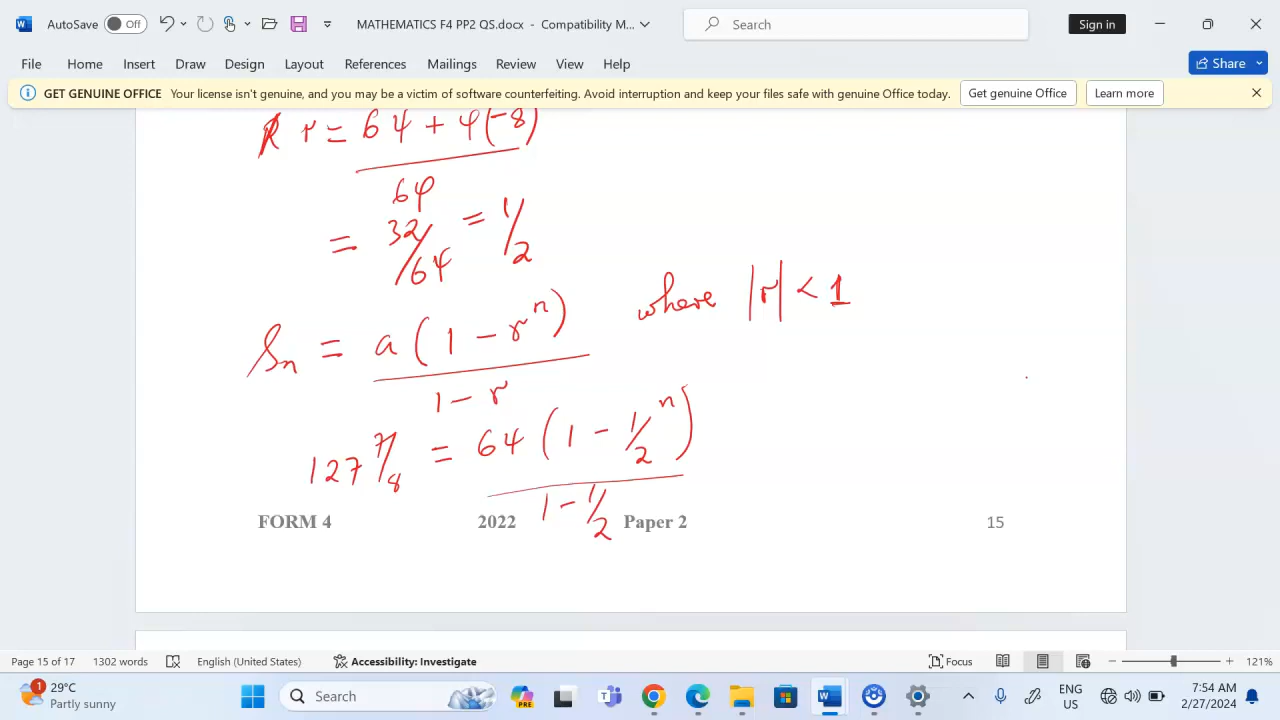 AutoSave Off MATHEMATICS F4 PP2 QS.docx - Compatibility M... Search Sign in
File Home Insert Draw Design Layout References Mailings Review View Help Share
GET GENUINE OFFICE Your license isn't genuine, and you may be a victim of software counterfeiting. Avoid interruption and keep your files safe with genuine Office today. Get genuine Office Learn more
r = 64 + 4(-8)
64
= 32/64 = 1/2
Sn = a(1 - r^n) where |r| < 1
1 - r
127 7/8 = 64(1 - 1/2^n)
1 - 1/2
FORM 4 2022 Paper 2 15
Page 15 of 17 1302 words English (United States) Accessibility: Investigate Focus 121%
1 29°C Search ENG 7:54 AM
Partly sunny US 2/27/2024